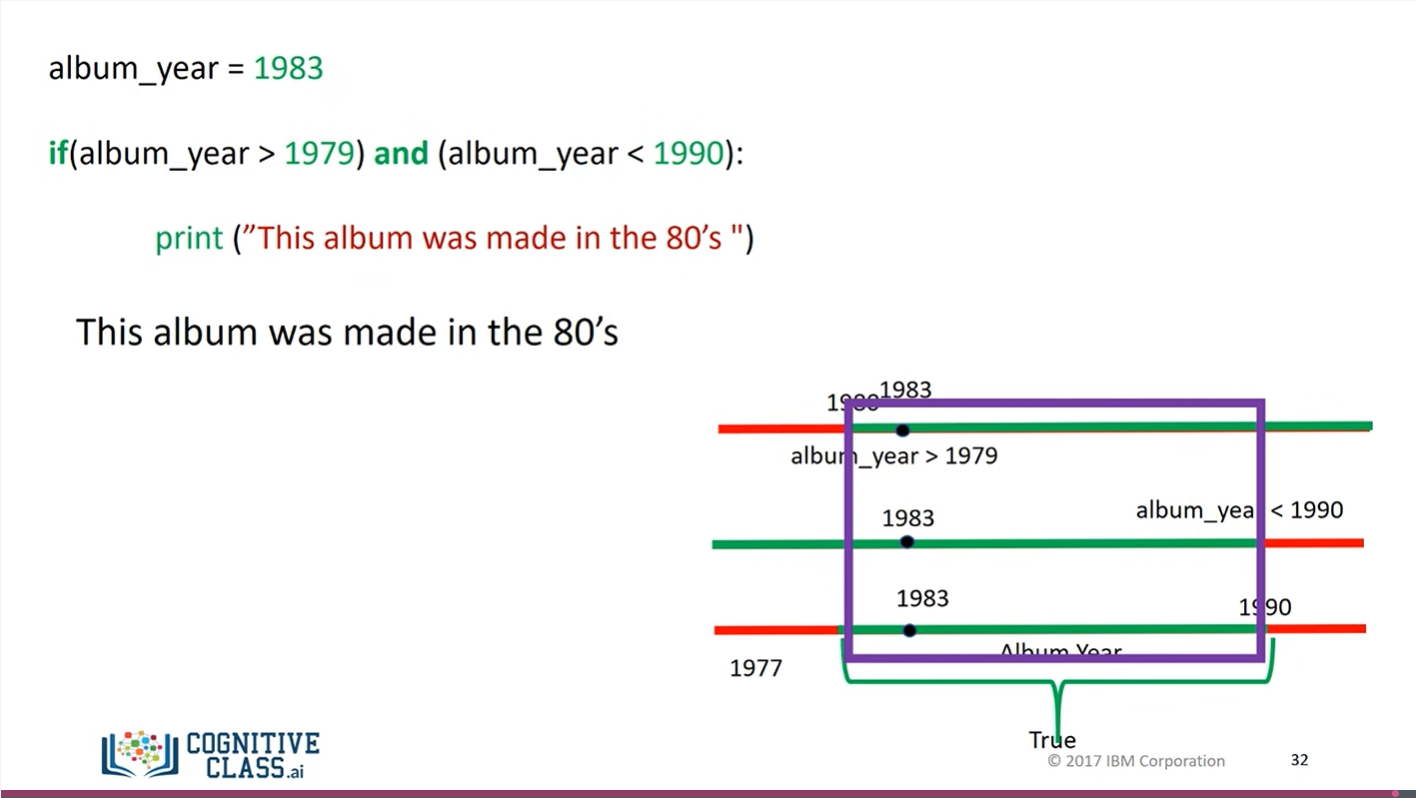 album_year = 1983
if(album_year > 1979) and (album_year < 1990):
print (”This album was made in the 80’s ")
This album was made in the 80’s
1980
1983
album_year > 1979
album_year < 1990
1983
1983
1990
Album Year
1977
True
COGNITIVE
CLASS.ai
© 2017 IBM Corporation
32